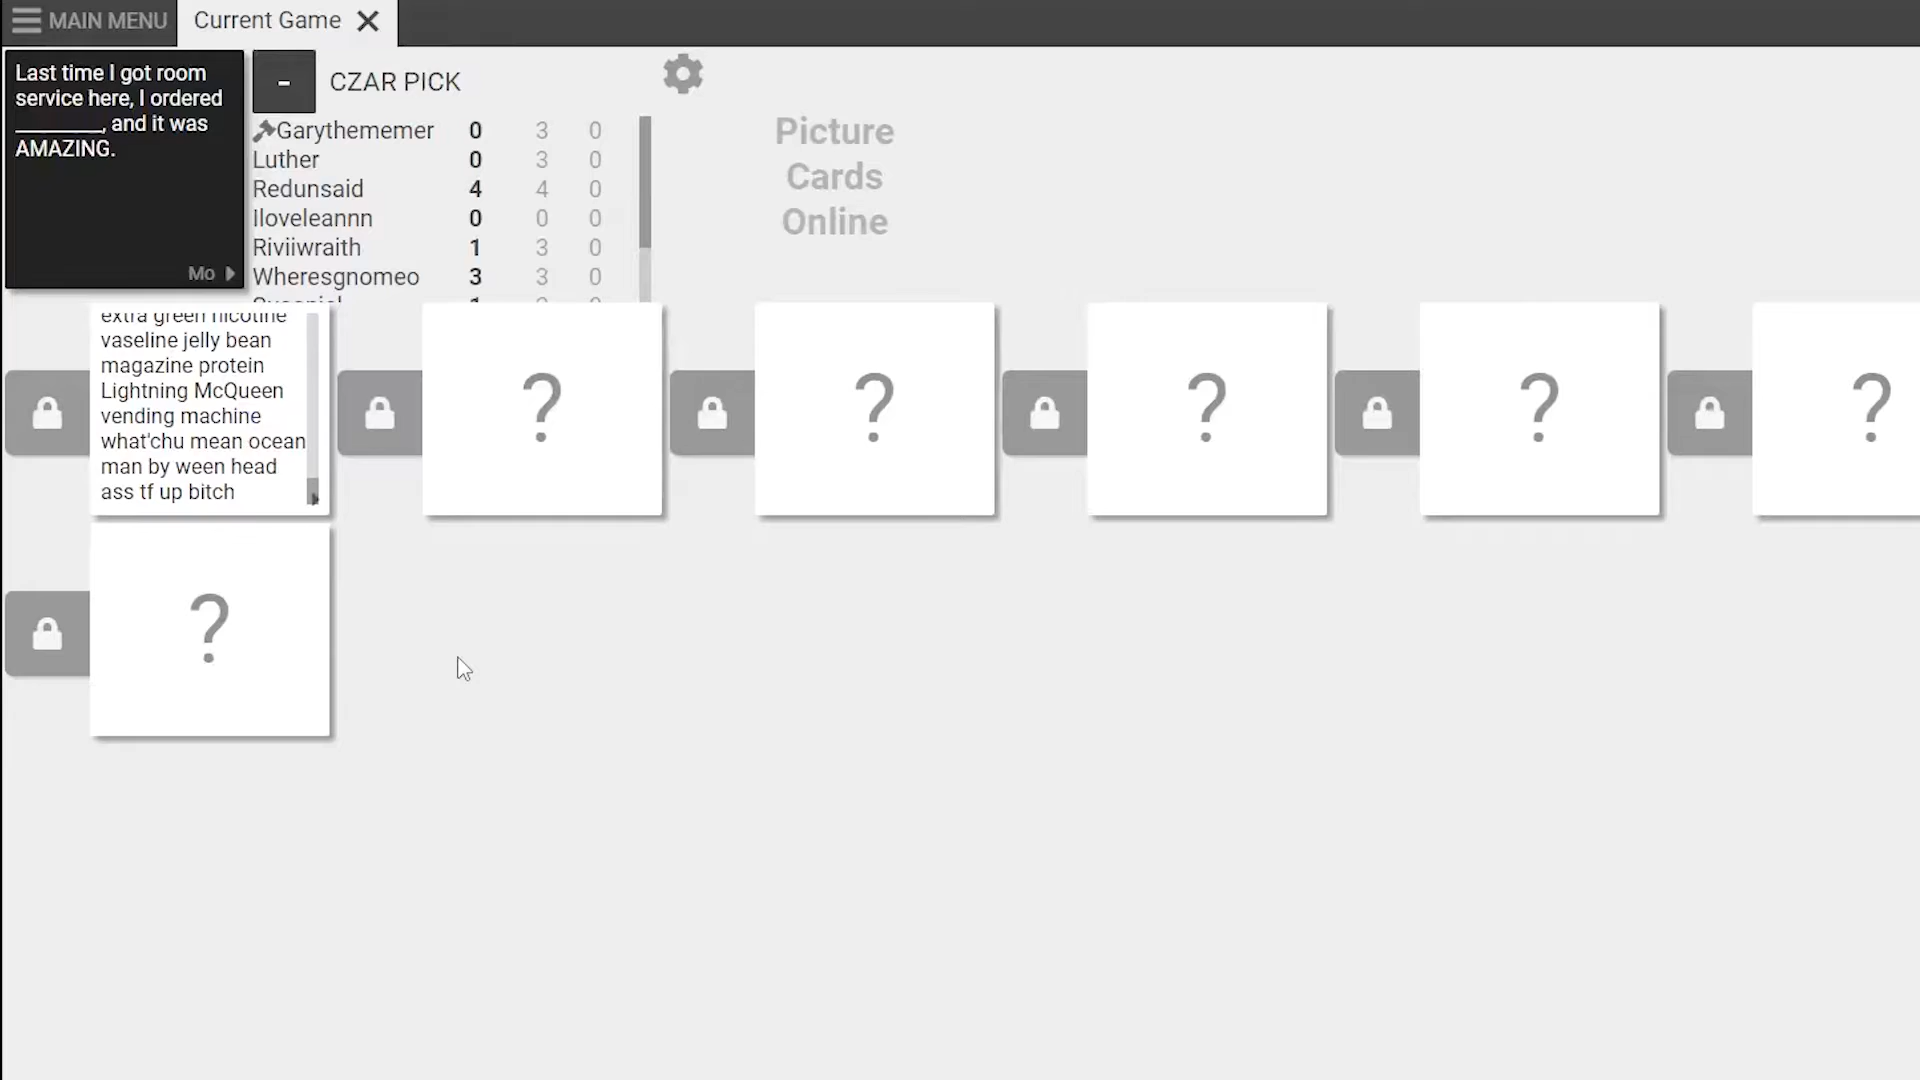 MAIN MENU
Current Game
Last time I got room
service here, I ordered
________, and it was
AMAZING.
Mo
-
CZAR PICK
Garythememer 0 3 0
Luther 0 3 0
Redunsaid 4 4 0
Iloveleannn 0 0 0
Riviiwraith 1 3 0
Wheresgnomeo 3 3 0
Picture
Cards
Online
extra green nicotine
vaseline jelly bean
magazine protein
Lightning McQueen
vending machine
what'chu mean ocean
man by ween head
ass tf up bitch
?
?
?
?
?
?